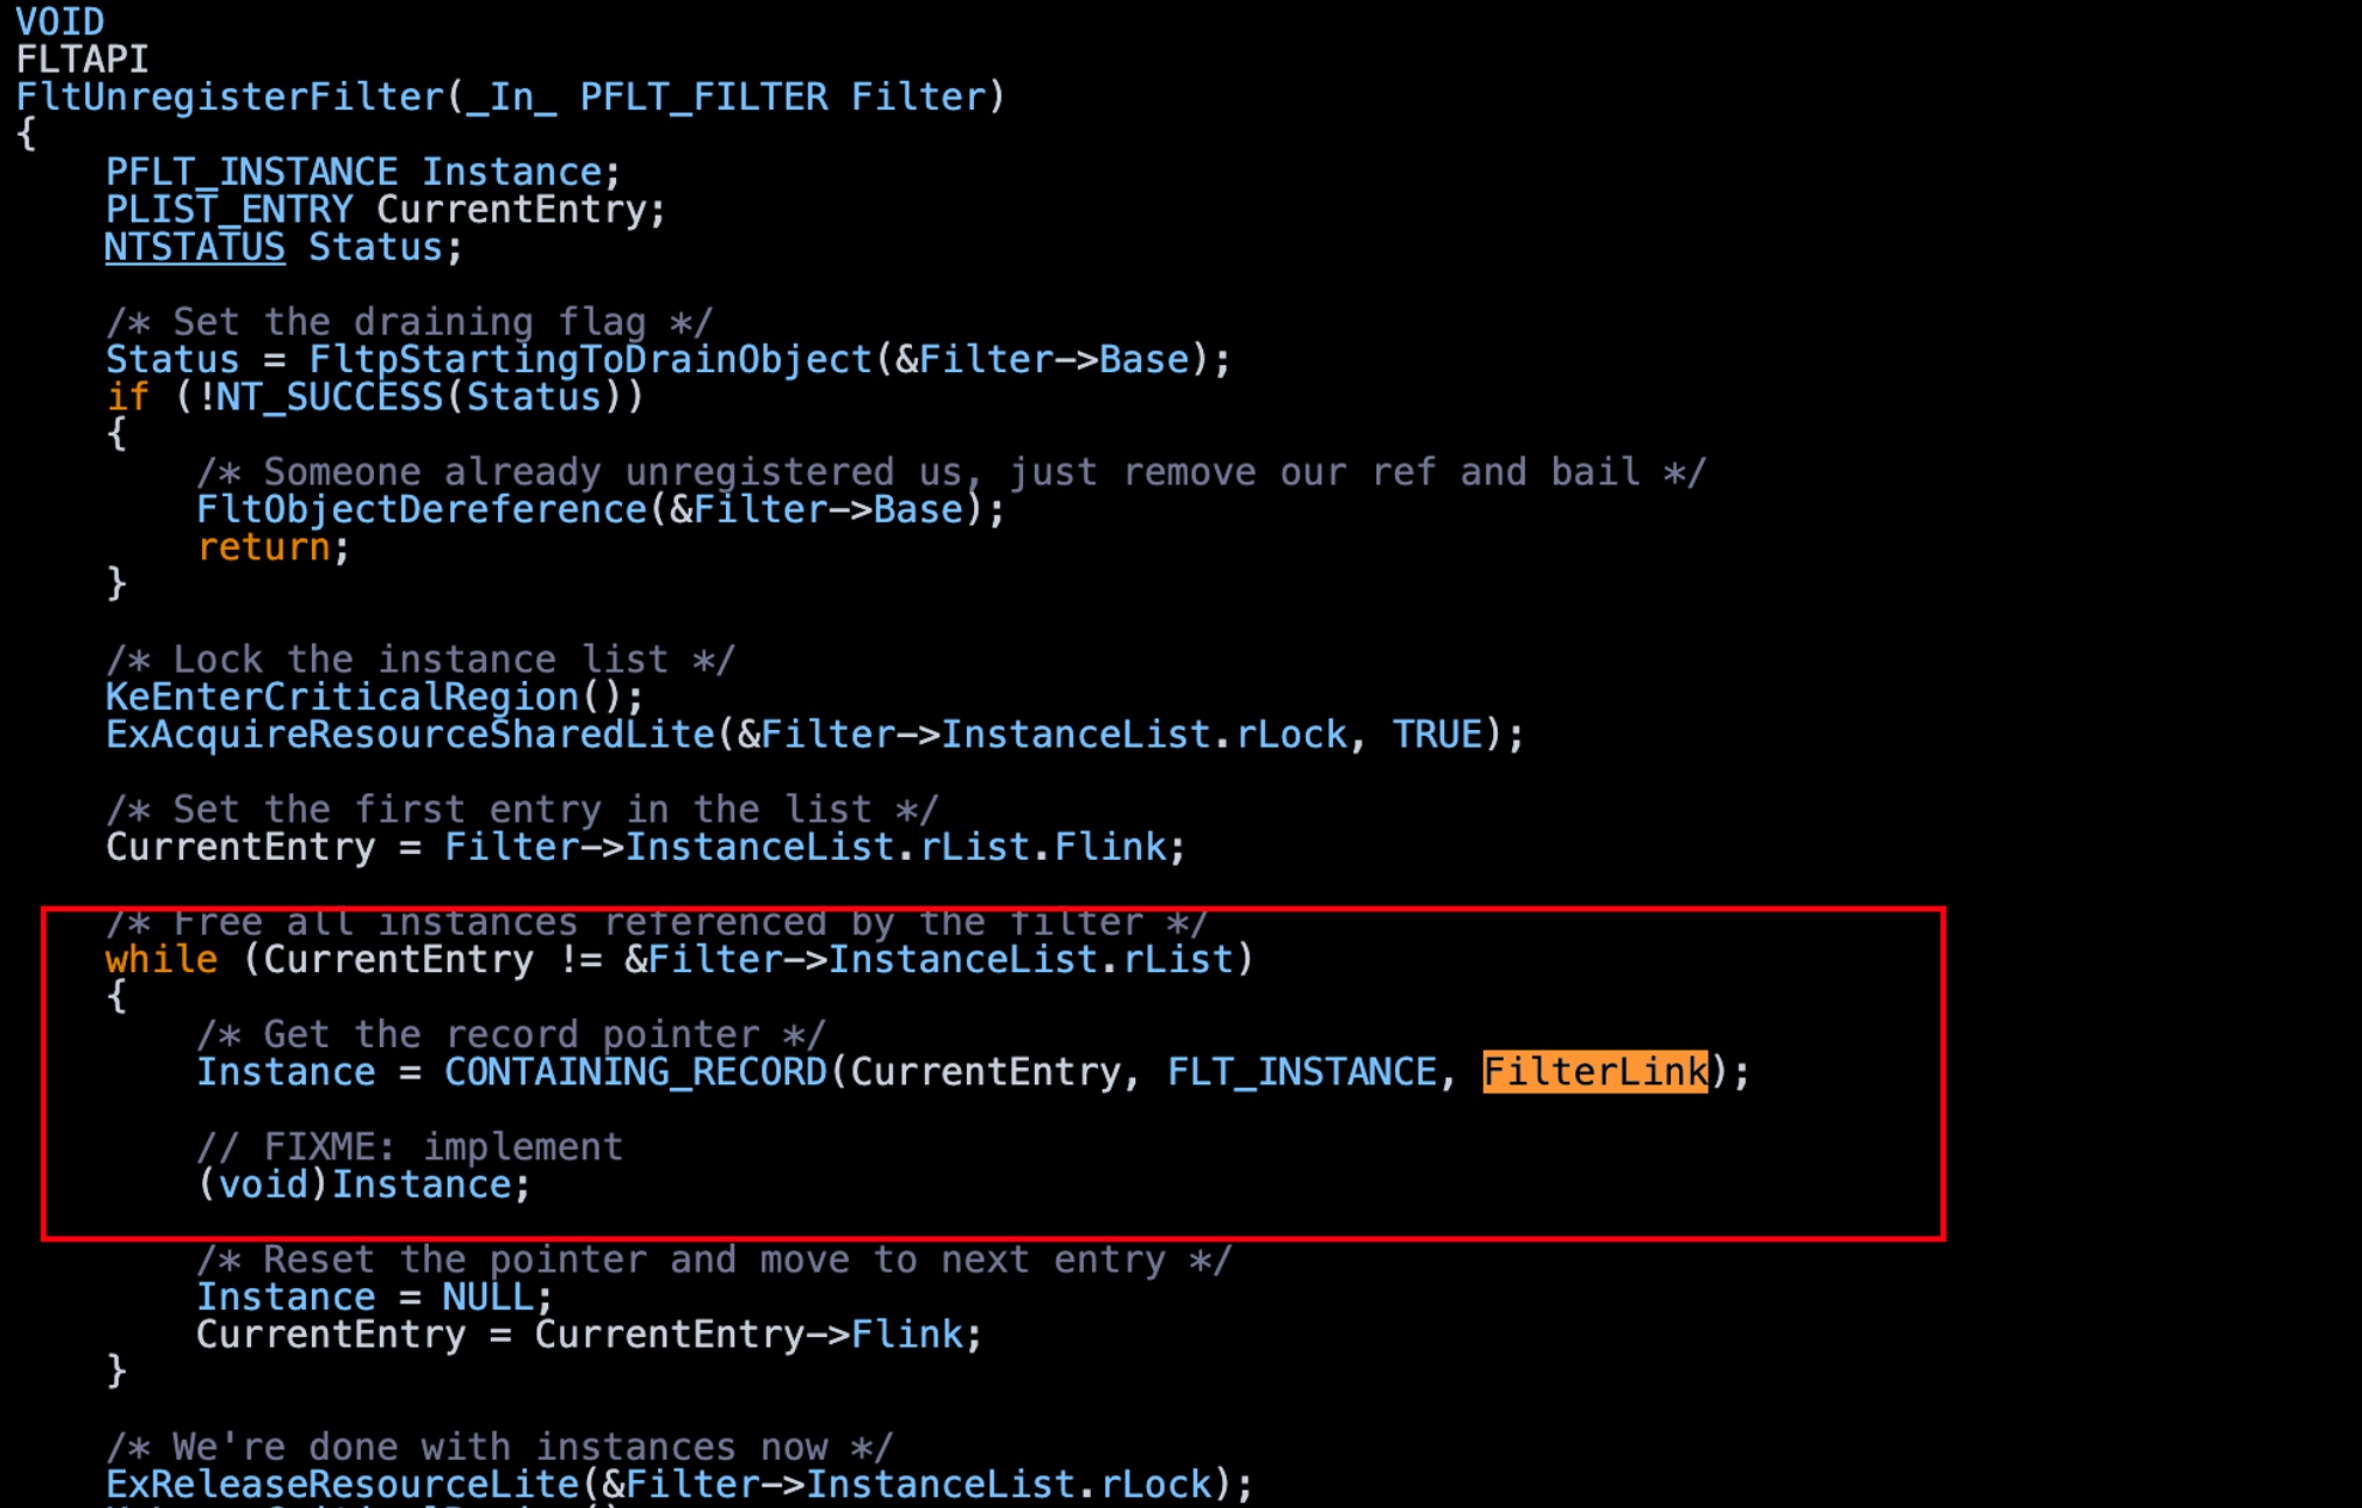 VOID
FLTAPI
FltUnregisterFilter(_In_ PFLT_FILTER Filter)
{
    PFLT_INSTANCE Instance;
    PLIST_ENTRY CurrentEntry;
    NTSTATUS Status;
    /* Set the draining flag */
    Status = FltpStartingToDrainObject(&Filter->Base);
    if (!NT_SUCCESS(Status))
    {
        /* Someone already unregistered us, just remove our ref and bail */
        FltObjectDereference(&Filter->Base);
        return;
    }
    /* Lock the instance list */
    KeEnterCriticalRegion();
    ExAcquireResourceSharedLite(&Filter->InstanceList.rLock, TRUE);
    /* Set the first entry in the list */
    CurrentEntry = Filter->InstanceList.rList.Flink;
    /* Free all instances referenced by the filter */
    while (CurrentEntry != &Filter->InstanceList.rList)
    {
        /* Get the record pointer */
        Instance = CONTAINING_RECORD(CurrentEntry, FLT_INSTANCE, FilterLink);
        // FIXME: implement
        (void)Instance;
        /* Reset the pointer and move to next entry */
        Instance = NULL;
        CurrentEntry = CurrentEntry->Flink;
    }
    /* We're done with instances now */
    ExReleaseResourceLite(&Filter->InstanceList.rLock);